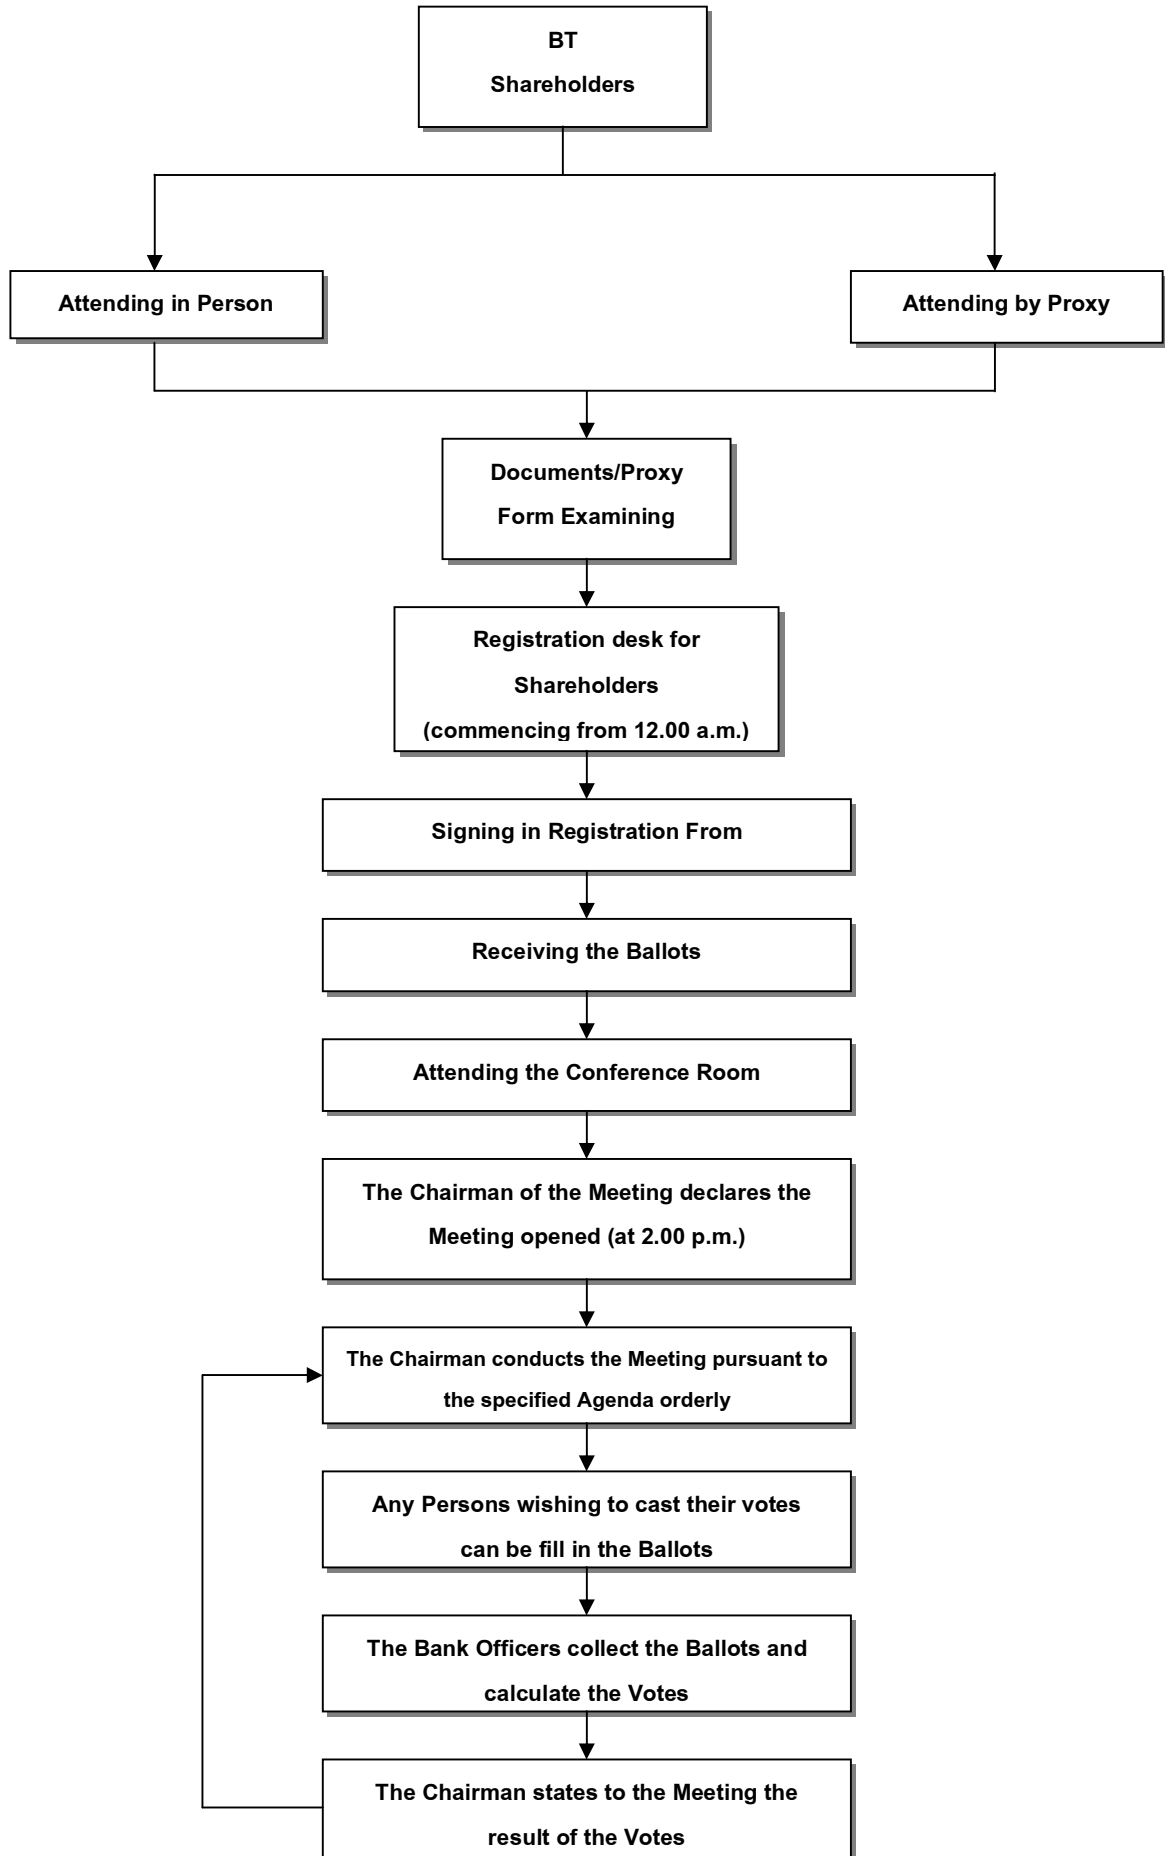 BT
Shareholders
Attending in Person
Attending by Proxy
Documents/Proxy
Form Examining
Registration desk for
Shareholders
(commencing from 12.00 a.m.)
Signing in Registration From
Receiving the Ballots
Attending the Conference Room
The Chairman of the Meeting declares the
Meeting opened (at 2.00 p.m.)
The Chairman conducts the Meeting pursuant to
the specified Agenda orderly
Any Persons wishing to cast their votes
can be fill in the Ballots
The Bank Officers collect the Ballots and
calculate the Votes
The Chairman states to the Meeting the
result of the Votes